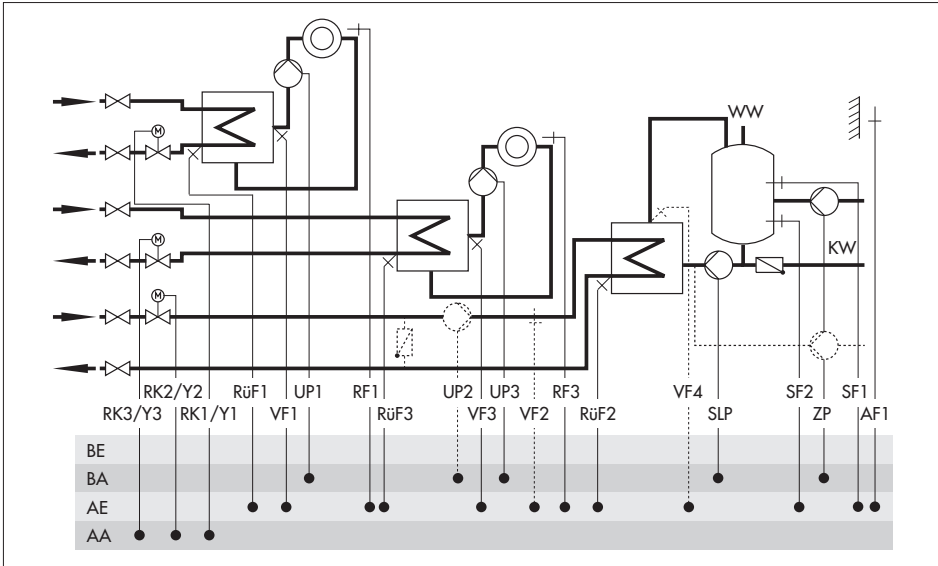 M
WW
M
KW
M
RK2/Y2 RüF1 UP1 RF1 UP2 UP3 RF3 VF4 SF2 SF1
RK3/Y3 RK1/Y1 VF1 RüF3 VF3 VF2 RüF2 SLP ZP AF1
BE
BA
AE
AA